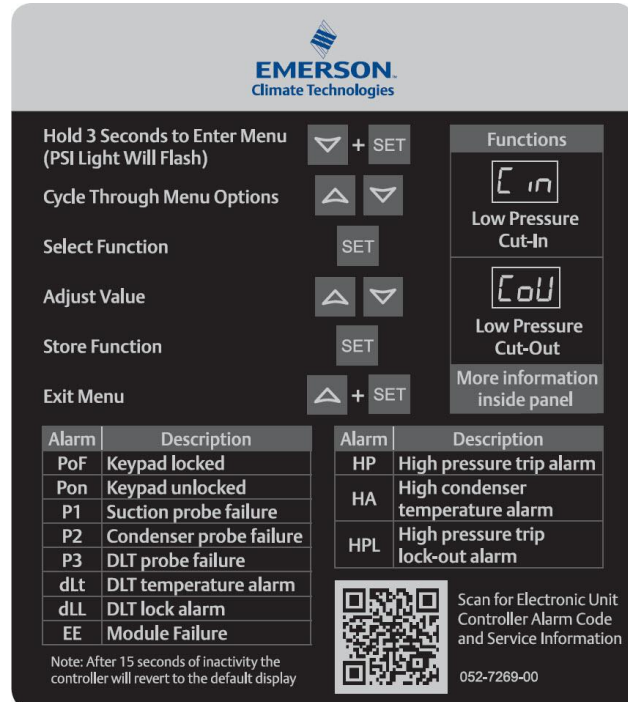 EMERSON.
Climate Technologies
Hold 3 Seconds to Enter Menu
(PSI Light Will Flash)
+ SET
Cycle Through Menu Options
Select Function
SET
Adjust Value
Store Function
SET
Exit Menu
+ SET
Functions
C in
Low Pressure
Cut-In
CoU
Low Pressure
Cut-Out
More information
inside panel
Alarm Description
PoF Keypad locked
Pon Keypad unlocked
P1 Suction probe failure
P2 Condenser probe failure
P3 DLT probe failure
dLt DLT temperature alarm
dLL DLT lock alarm
EE Module Failure
Note: After 15 seconds of inactivity the
controller will revert to the default display
Alarm Description
HP High pressure trip alarm
HA High condenser
temperature alarm
HPL High pressure trip
lock-out alarm
Scan for Electronic Unit
Controller Alarm Code
and Service Information
052-7269-00